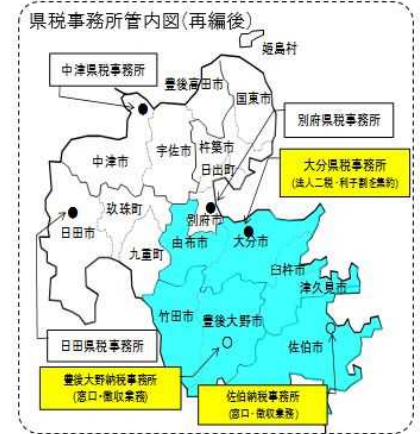 県税事務所管内図(再編後)
姫島村
中津県税事務所
豊後高田市
国東市
別府県税事務所
宇佐市
杵築市
中津市
日出町
大分県税事務所
(法人二税・利子割を集約)
玖珠町
別府市
日田市
由布市
大分市
九重町
臼杵市
津久見市
竹田市
豊後大野市
佐伯市
日田県税事務所
豊後大野納税事務所
(窓口・徴収業務)
佐伯納税事務所
(窓口・徴収業務)